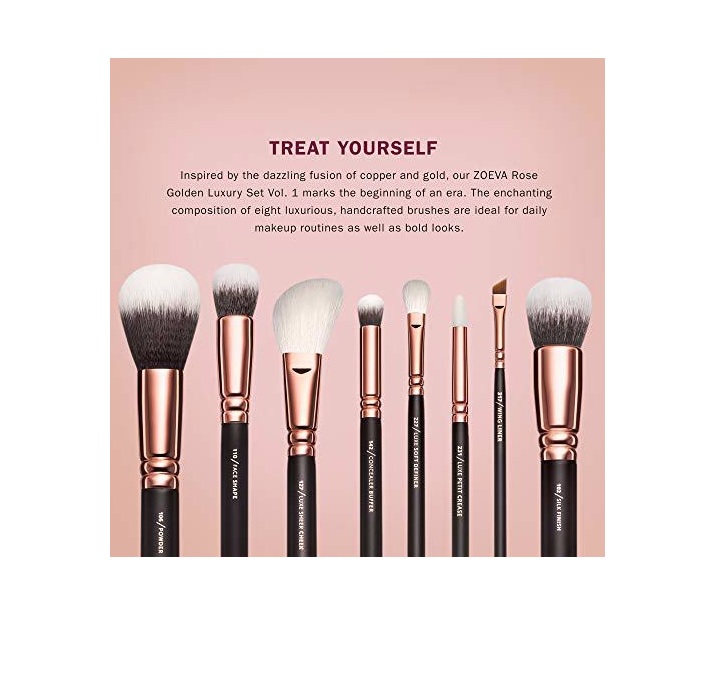 TREAT YOURSELF
Inspired by the dazzling fusion of copper and gold, our ZOEVA Rose
Golden Luxury Set Vol. 1 marks the beginning of an era. The enchanting
composition of eight luxurious, handcrafted brushes are ideal for daily
makeup routines as well as bold looks.
106/POWDER
110/FACE SHAPE
127/LUXE SHEER CHEEK
142/CONCEALER BUFFER
227/LUXE SOFT DEFINER
231/LUXE PETIT CREASE
317/WING LINER
102/SILK FINISH